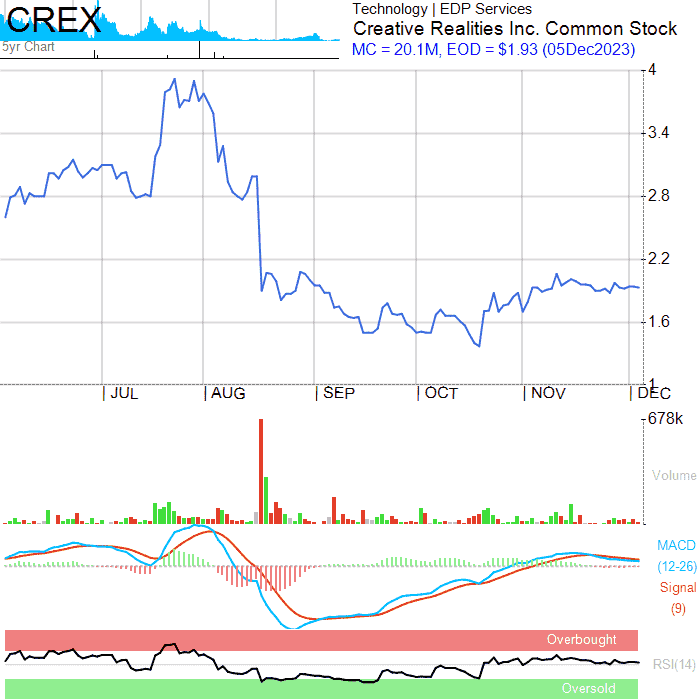 CREX
5yr Chart
Technology | EDP Services
Creative Realities Inc. Common Stock
MC = 20.1M, EOD = $1.93 (05Dec2023)
4
3.4
2.8
2.2
1.6
1
| JUL | AUG | SEP | OCT | NOV | DEC
678k
Volume
MACD
(12-26)
Signal
(9)
Overbought
RSI(14)
Oversold